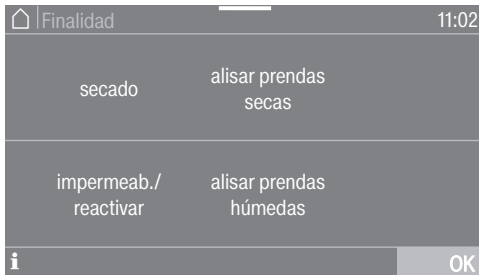 Finalidad 11:02
secado
alisar prendas
secas
impermeab./
reactivar
alisar prendas
húmedas
i OK